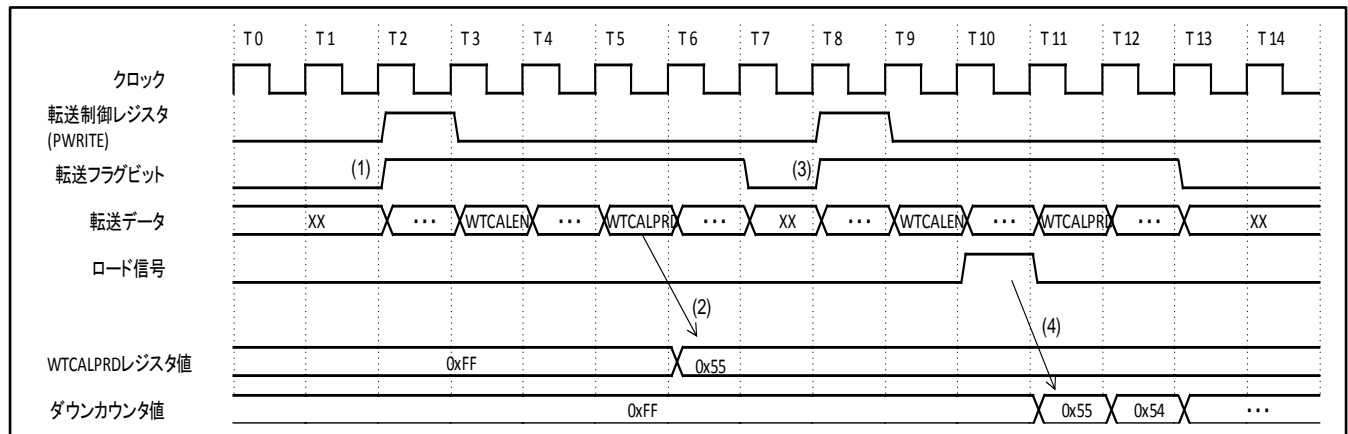 T0 T1 T2 T3 T4 T5 T6 T7 T8 T9 T10 T11 T12 T13 T14
クロック
転送制御レジスタ
(PWRITE)
転送フラグビット (1) (3)
転送データ XX ・・・ WTCALEN ・・・ WTCALPRD ・・・ XX ・・・ WTCALEN ・・・ WTCALPRD ・・・ XX
ロード信号
(2)
(4)
WTCALPRDレジスタ値 0xFF 0x55
ダウンカウンタ値 0xFF 0x55 0x54 ・・・